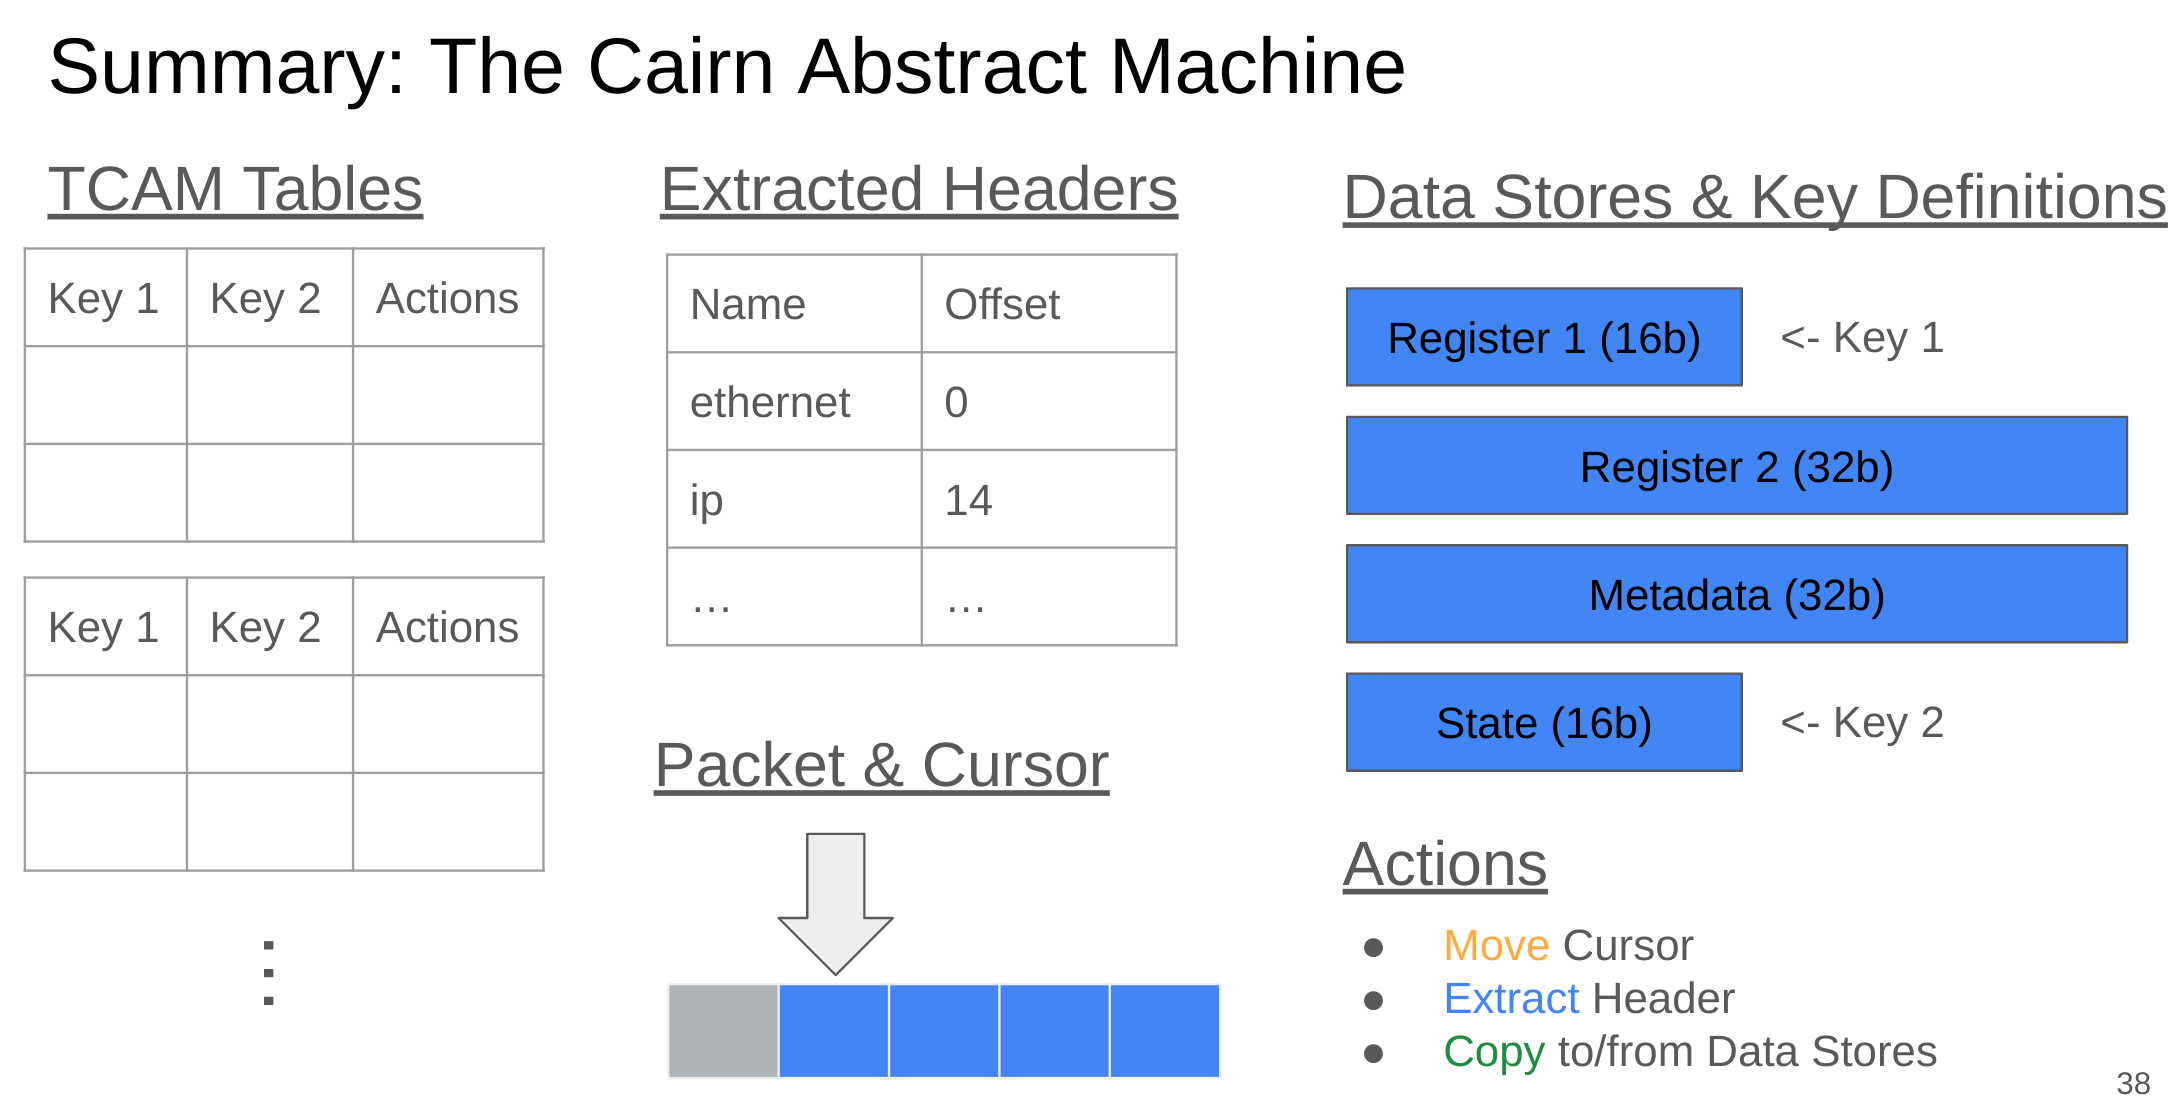 Summary: The Cairn Abstract Machine
TCAM Tables
Key 1 Key 2 Actions
Key 1 Key 2 Actions
⋮
Extracted Headers
Name Offset
ethernet 0
ip 14
… …
Packet & Cursor
Data Stores & Key Definitions
Register 1 (16b) <- Key 1
Register 2 (32b)
Metadata (32b)
State (16b) <- Key 2
Actions
● Move Cursor
● Extract Header
● Copy to/from Data Stores
38